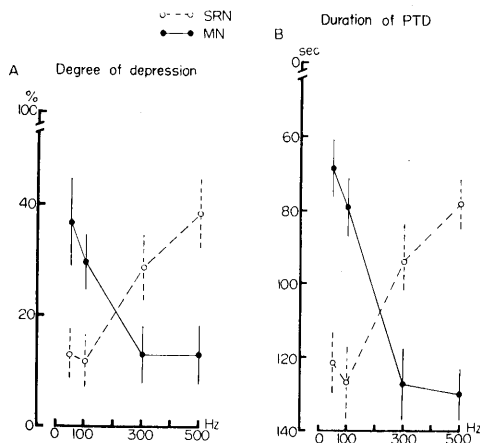 SRN
MN
A Degree of depression
%
100
40
20
0
0 100 300 500 Hz
B Duration of PTD
0 sec
60
80
100
120
140
0 100 300 500 Hz